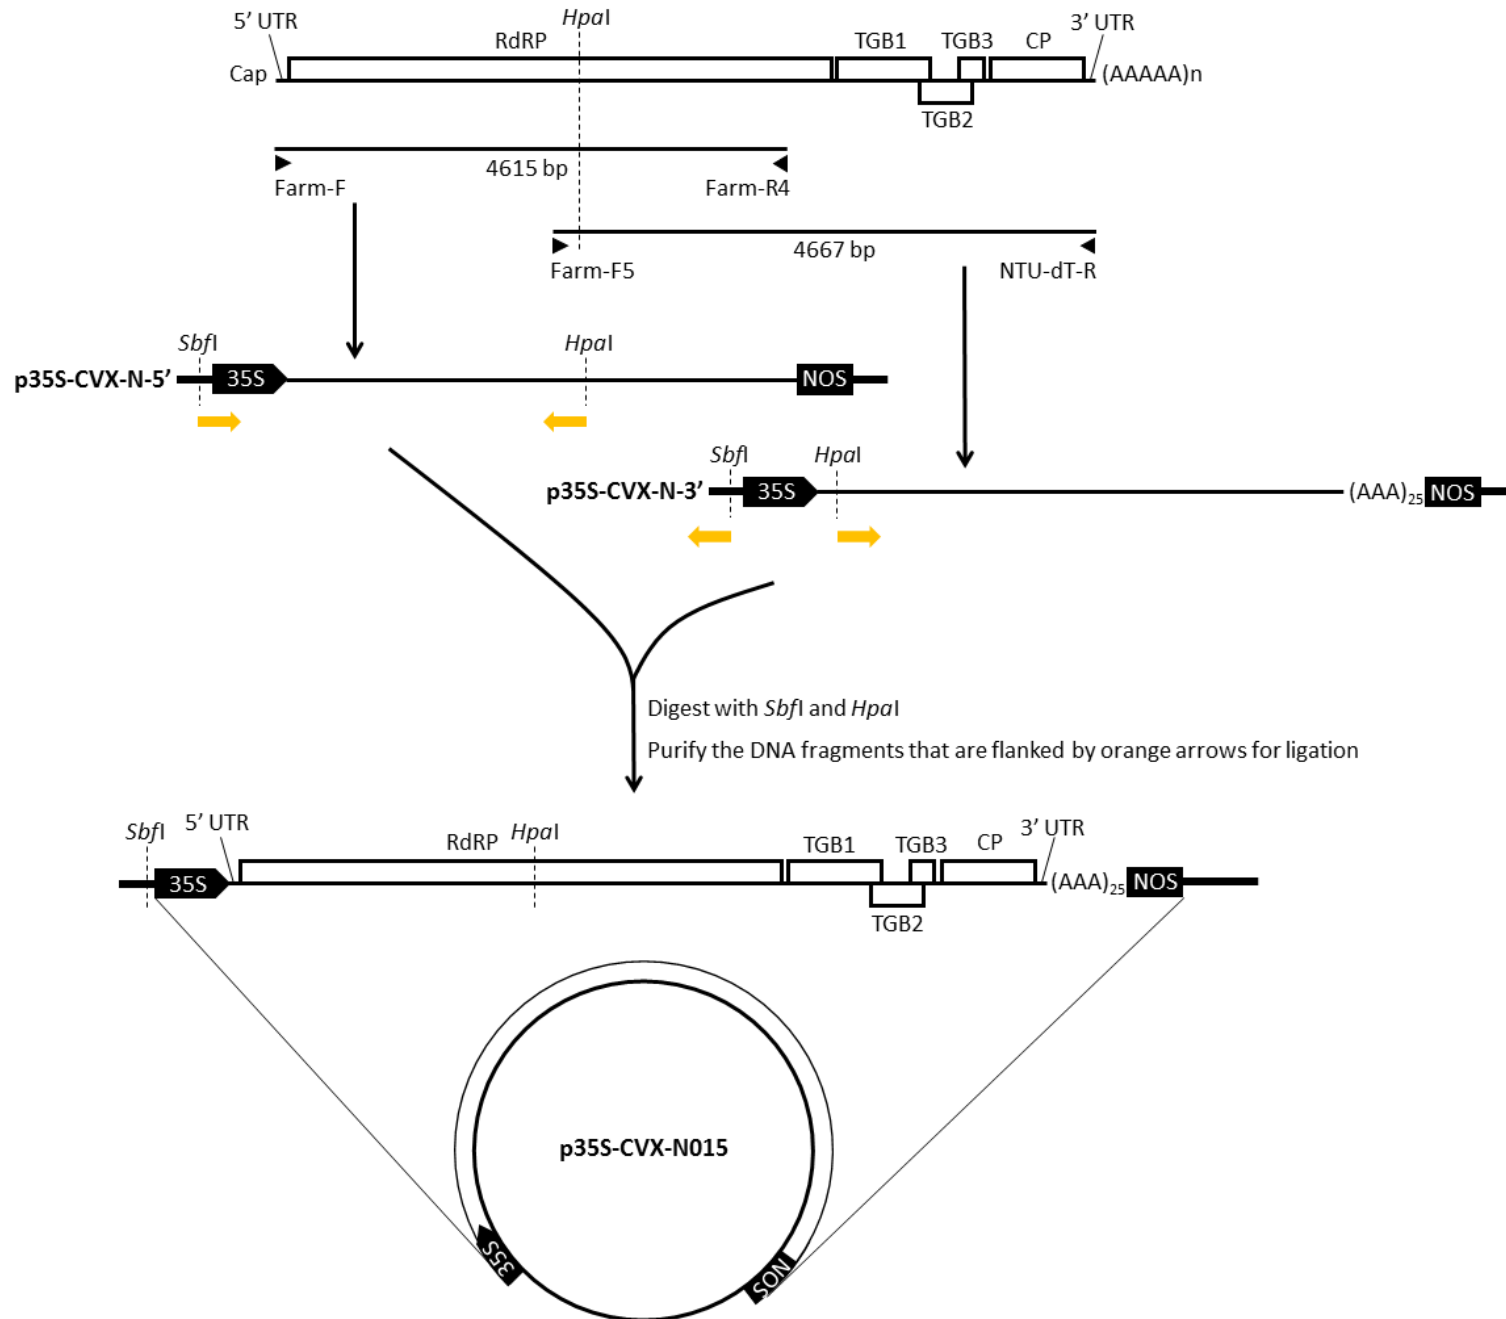 5’ UTR
HpaI
3’ UTR
RdRP
TGB1
TGB3
CP
Cap
(AAAAA)n
TGB2
4615 bp
Farm-F
Farm-R4
4667 bp
Farm-F5
NTU-dT-R
SbfI
HpaI
p35S-CVX-N-5’
35S
NOS
SbfI
HpaI
p35S-CVX-N-3’
35S
(AAA)25
NOS
Digest with SbfI and HpaI
Purify the DNA fragments that are flanked by orange arrows for ligation
SbfI
5’ UTR
RdRP
HpaI
TGB1
TGB3
CP
3’ UTR
35S
(AAA)25
NOS
TGB2
p35S-CVX-N015
35S
NOS